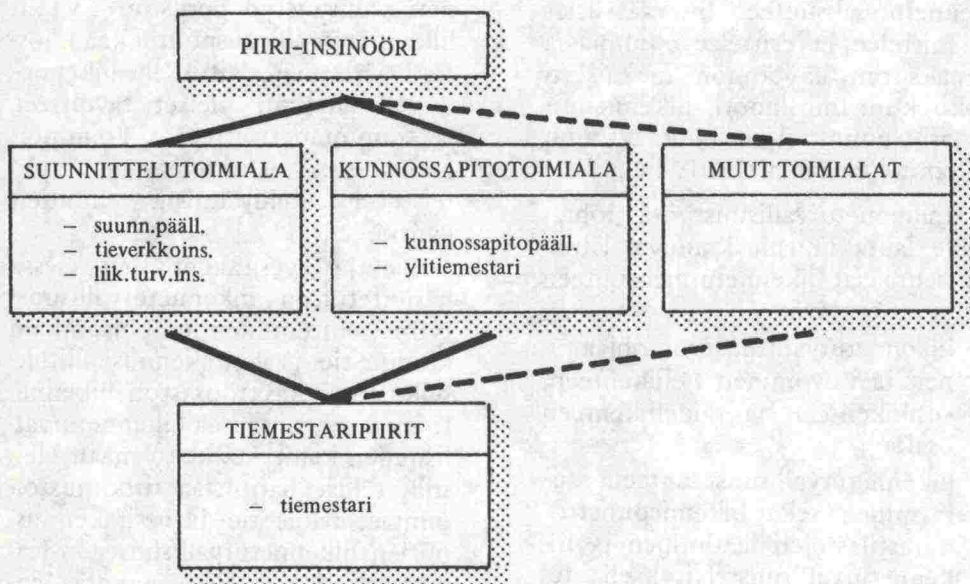 PIIRI-INSINÖÖRI
SUUNNITTELUTOIMIALA
– suunn.pääll.
– tieverkkoins.
– liik.turv.ins.
KUNNOSSAPITOTOIMIALA
– kunnossapitopääll.
– ylitiemestari
MUUT TOIMIALAT
TIEMESTARIPIIRIT
– tiemestari